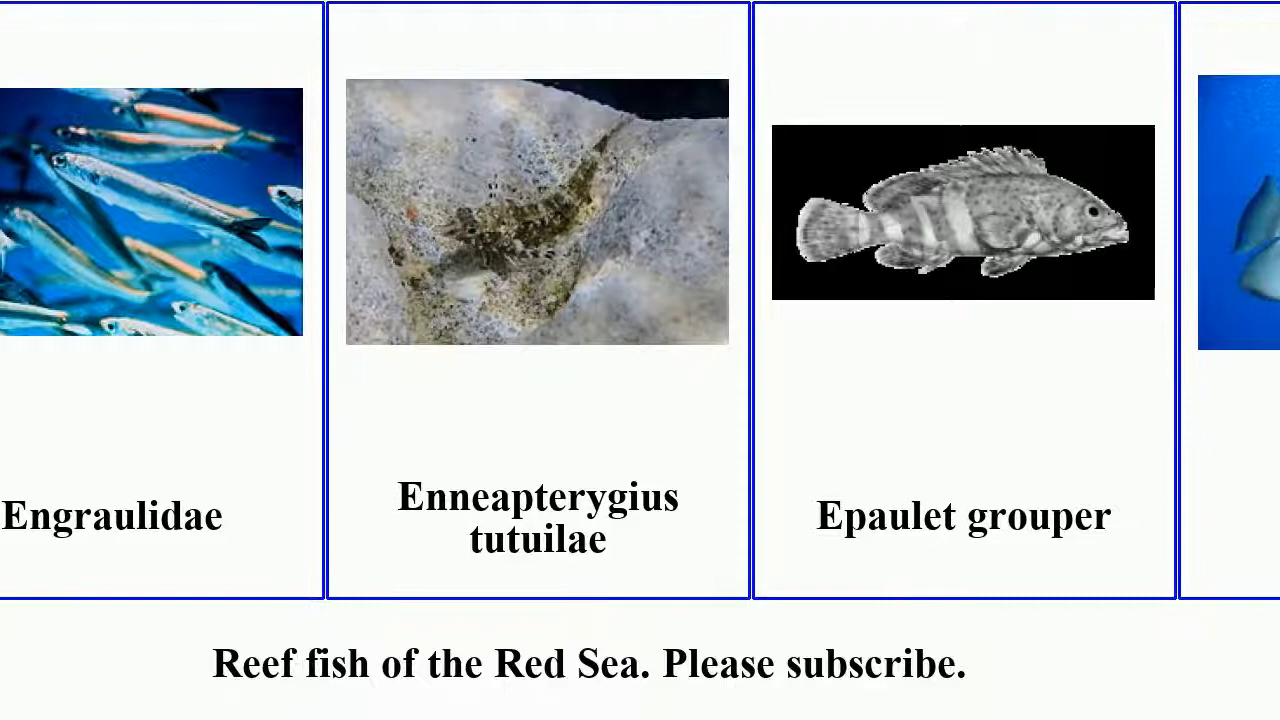 Engraulidae
Enneapterygius
tutuilae
Epaulet grouper
Reef fish of the Red Sea. Please subscribe.